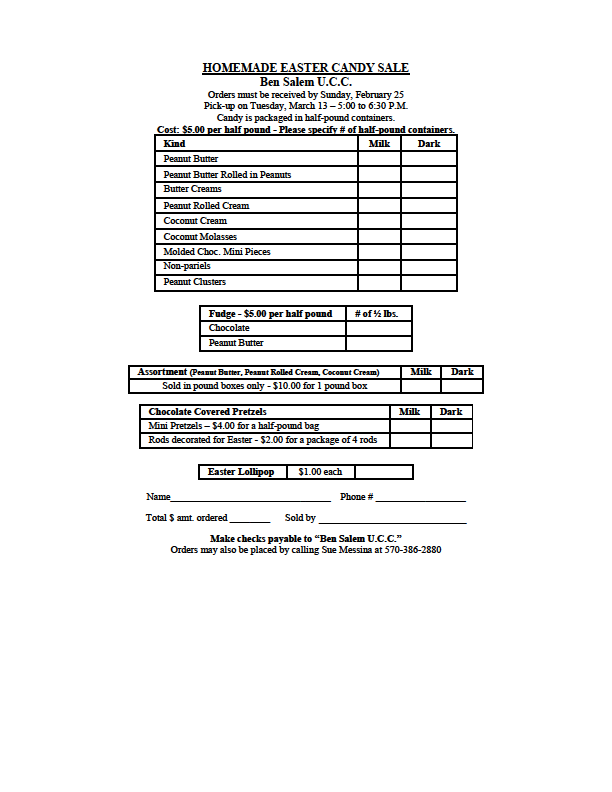 HOMEMADE EASTER CANDY SALE
Ben Salem U.C.C.
Orders must be received by Sunday, February 25
Pick-up on Tuesday, March 13 – 5:00 to 6:30 P.M.
Candy is packaged in half-pound containers.
Cost: $5.00 per half pound - Please specify # of half-pound containers.
Kind Milk Dark
Peanut Butter
Peanut Butter Rolled in Peanuts
Butter Creams
Peanut Rolled Cream
Coconut Cream
Coconut Molasses
Molded Choc. Mini Pieces
Non-pariels
Peanut Clusters
Fudge - $5.00 per half pound # of ½ lbs.
Chocolate
Peanut Butter
Assortment (Peanut Butter, Peanut Rolled Cream, Coconut Cream) Milk Dark
Sold in pound boxes only - $10.00 for 1 pound box
Chocolate Covered Pretzels Milk Dark
Mini Pretzels – $4.00 for a half-pound bag
Rods decorated for Easter - $2.00 for a package of 4 rods
Easter Lollipop $1.00 each
Name________________________________ Phone # __________________
Total $ amt. ordered ________ Sold by ______________________________
Make checks payable to “Ben Salem U.C.C.”
Orders may also be placed by calling Sue Messina at 570-386-2880